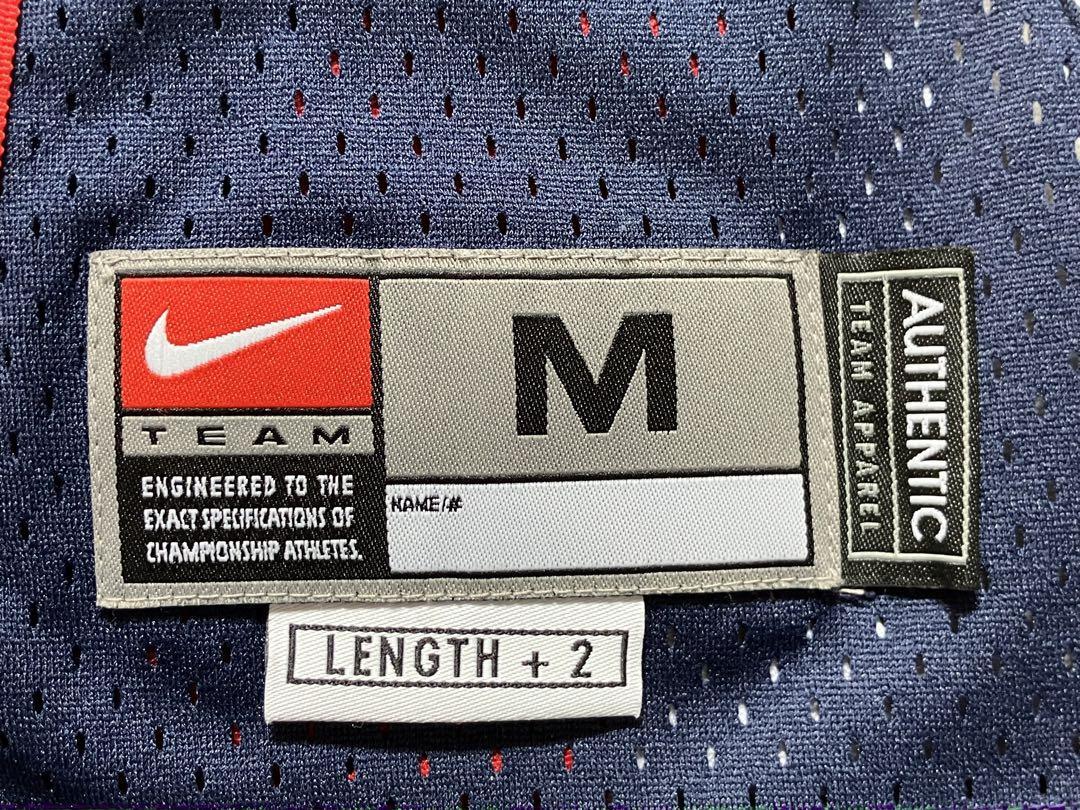 TEAM
ENGINEERED TO THE
EXACT SPECIFICATIONS OF
CHAMPIONSHIP ATHLETES.
M
NAME/#
AUTHENTIC
TEAM APPAREL
LENGTH + 2